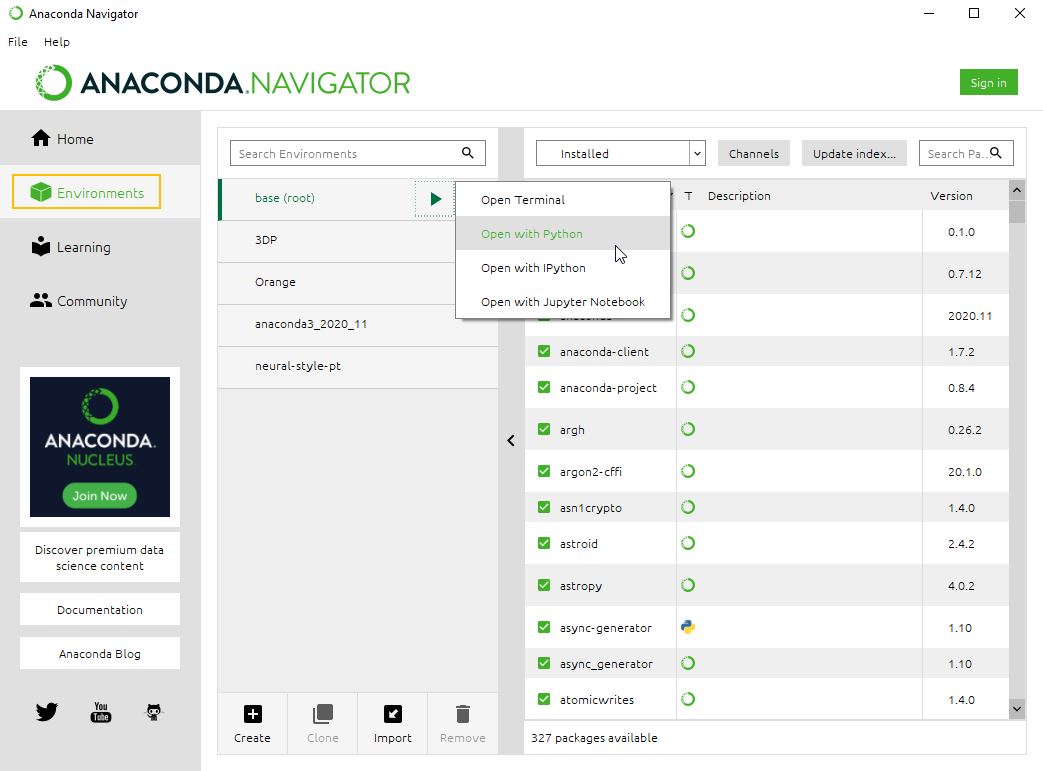 Anaconda Navigator
File Help
ANACONDA.NAVIGATOR
Sign in
Home
Environments
Learning
Community
ANACONDA.
NUCLEUS
Join Now
Discover premium data
science content
Documentation
Anaconda Blog
You
Tube
Search Environments
base (root)
3DP
Orange
anaconda3_2020_11
neural-style-pt
Create
Clone
Import
Remove
Open Terminal
Open with Python
Open with IPython
Open with Jupyter Notebook
Installed
Channels
Update index...
Search Pa...
T Description Version
0.1.0
0.7.12
2020.11
anaconda-client 1.7.2
anaconda-project 0.8.4
argh 0.26.2
argon2-cffi 20.1.0
asn1crypto 1.4.0
astroid 2.4.2
astropy 4.0.2
async-generator 1.10
async_generator 1.10
atomicwrites 1.4.0
327 packages available